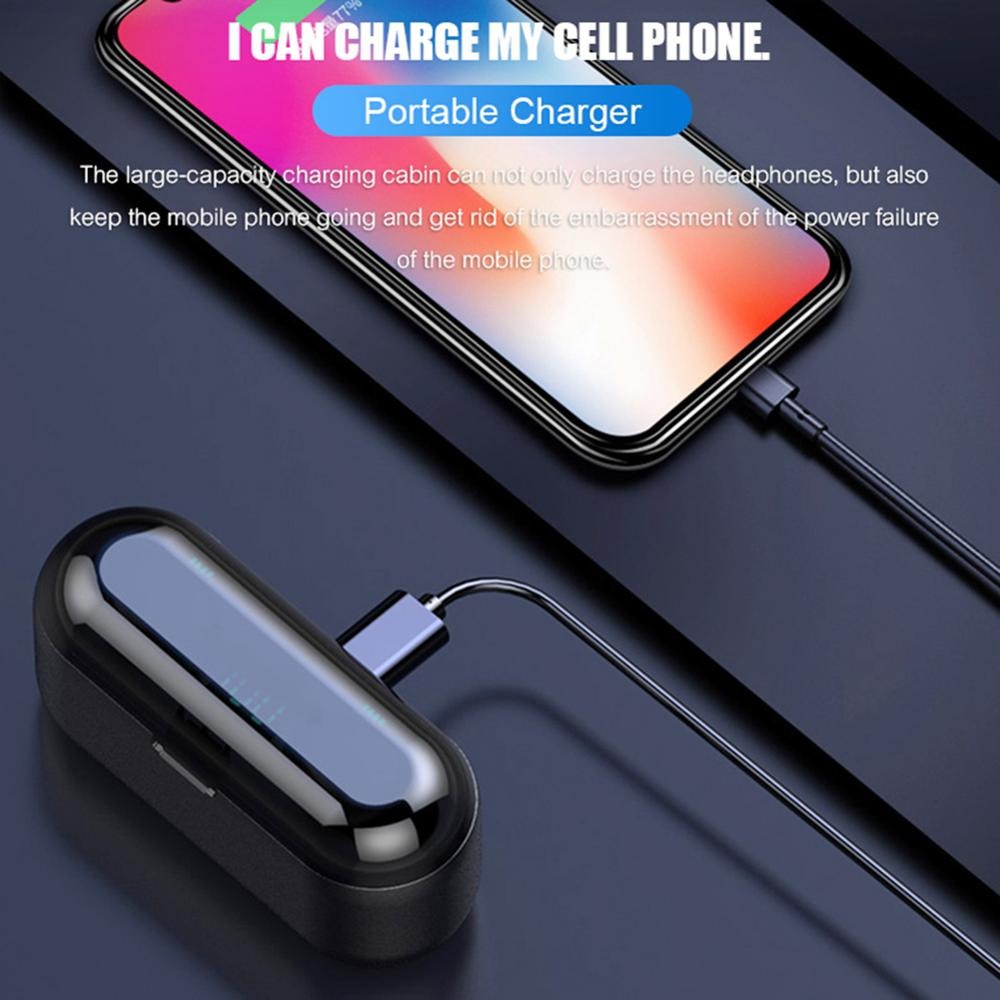 77%
I CAN CHARGE MY CELL PHONE.
Portable Charger
The large-capacity charging cabin can not only charge the headphones, but also
keep the mobile phone going and get rid of the embarrassment of the power failure
of the mobile phone.